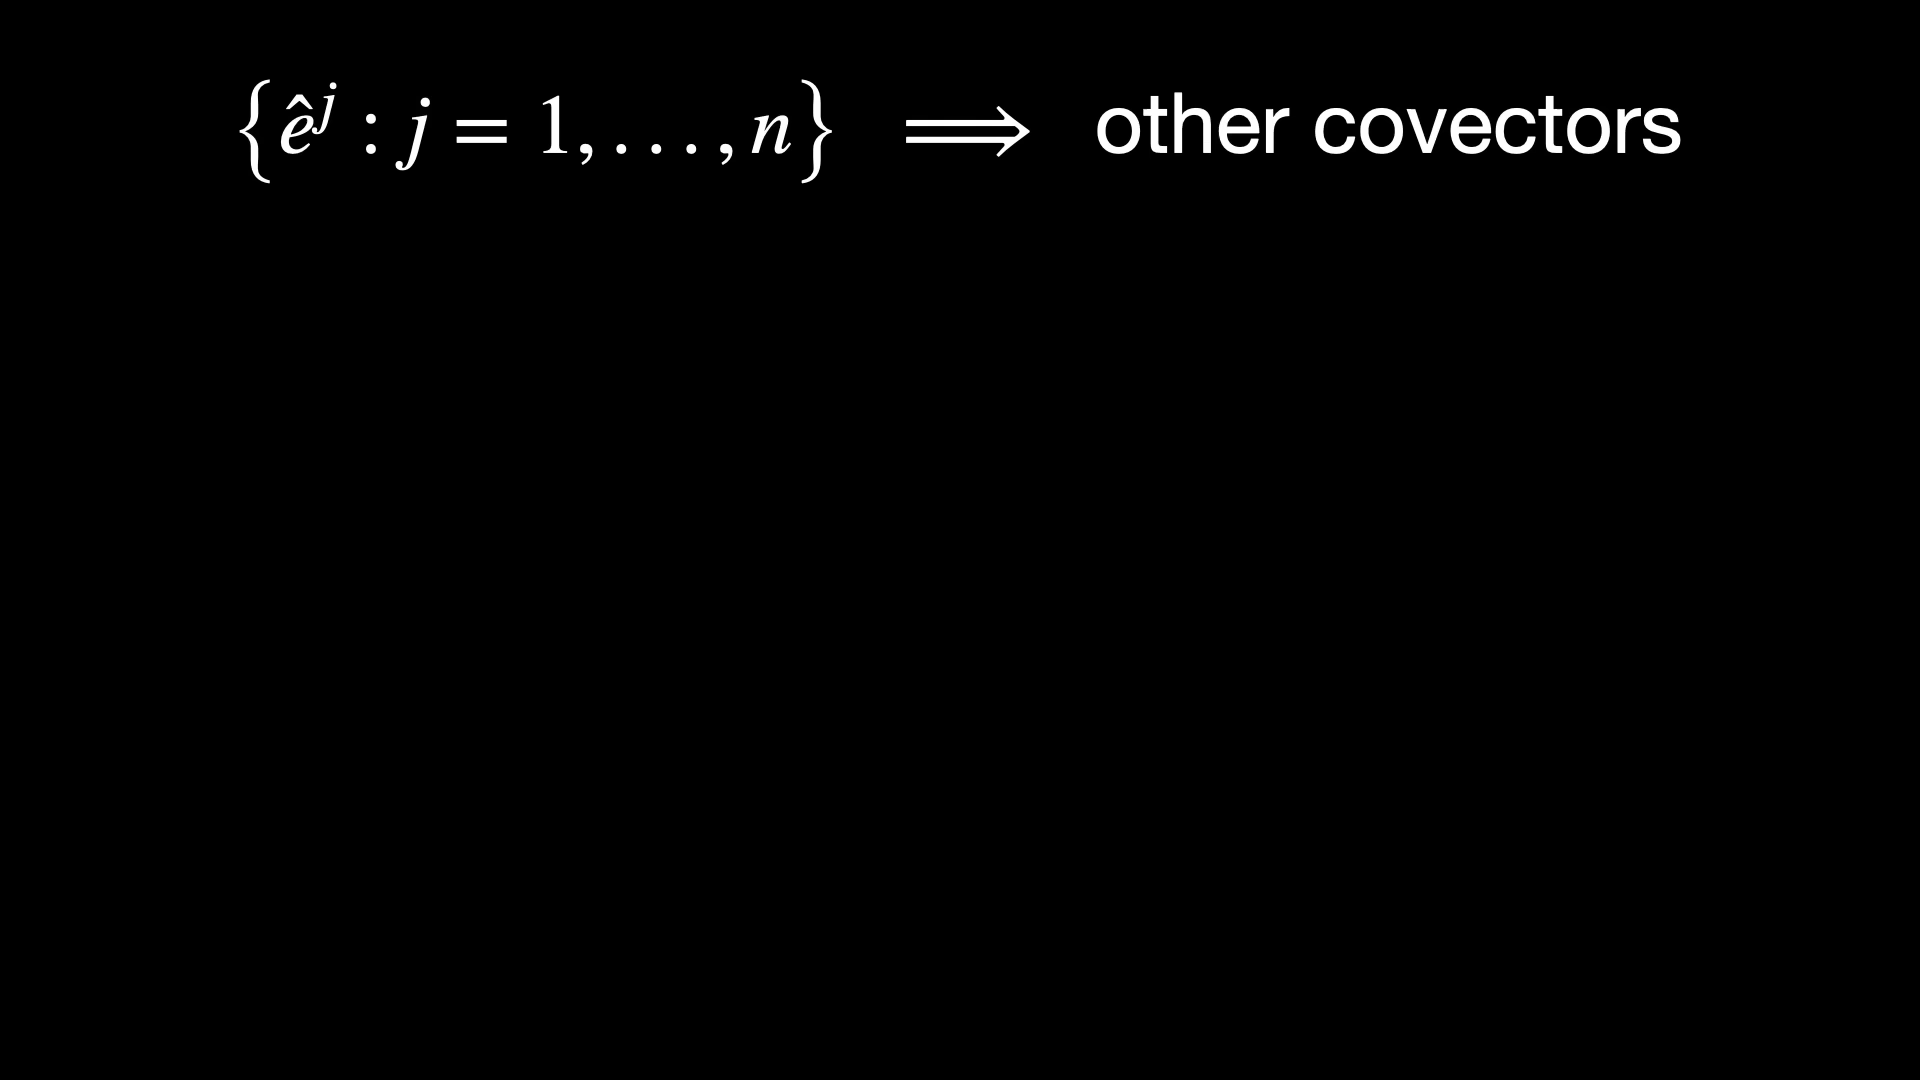 {ê^j : j = 1, . . . , n} ⟹ other covectors